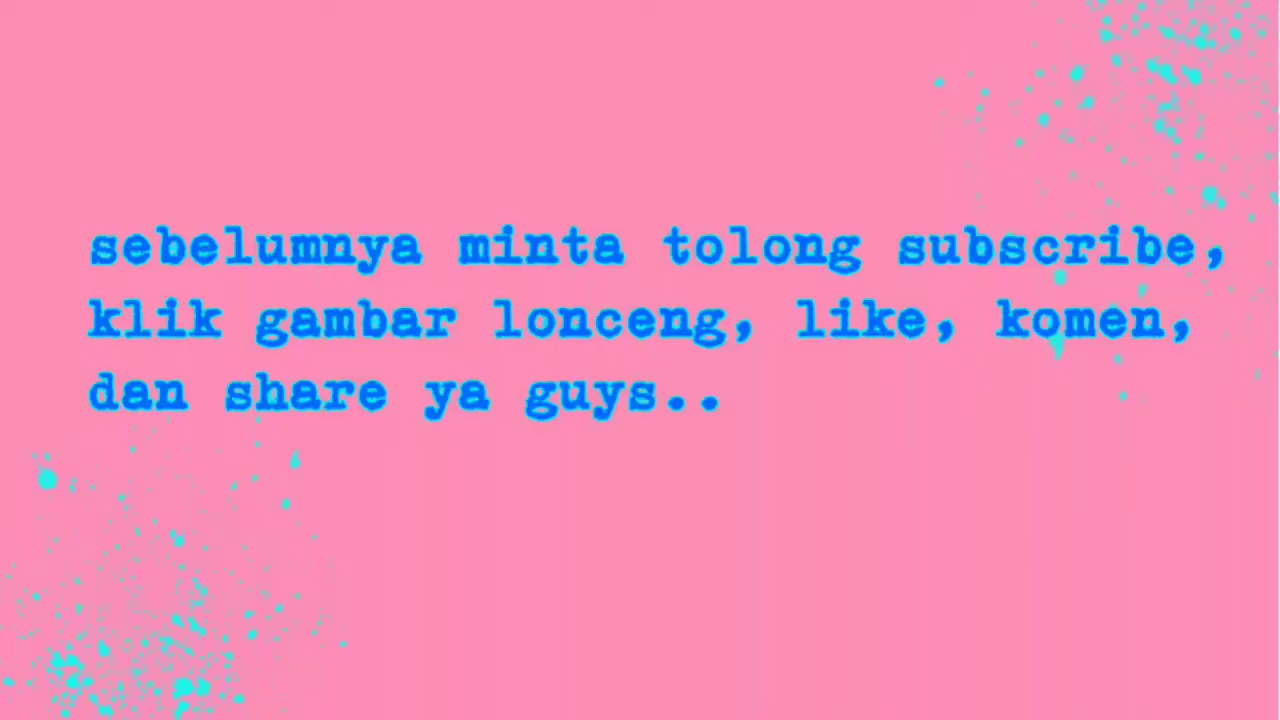 sebelumnya minta tolong subscribe,
klik gambar lonceng, like, komen,
dan share ya guys..